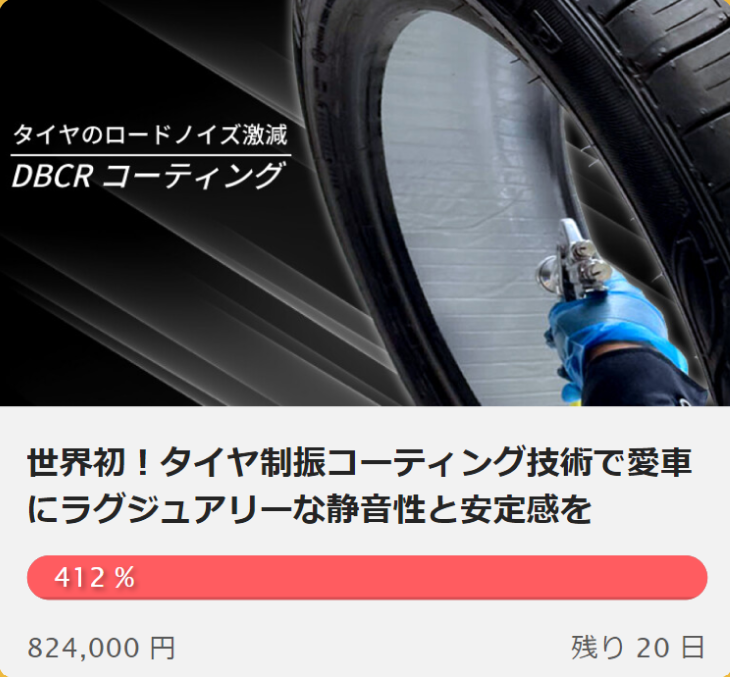 タイヤのロードノイズ激減
DBCR コーティング
世界初！タイヤ制振コーティング技術で愛車
にラグジュアリーな静音性と安定感を
412 %
824,000 円
残り 20 日